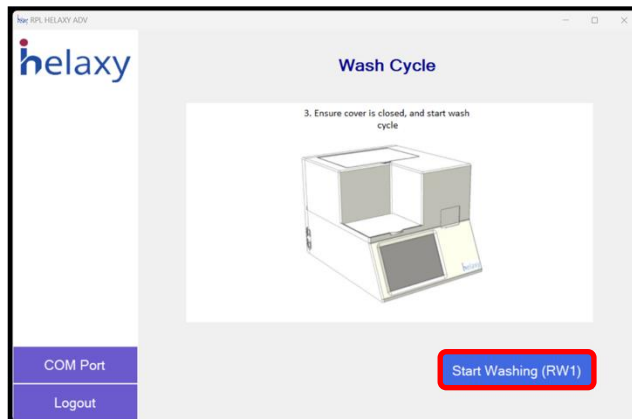 RPL HELAXY ADV
helaxy
Wash Cycle
3. Ensure cover is closed, and start wash
cycle
helaxy
COM Port
Start Washing (RW1)
Logout